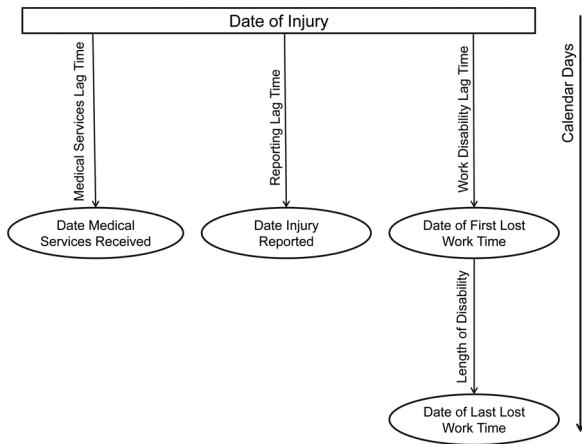 Date of Injury
Medical Services Lag Time
Reporting Lag Time
Work Disability Lag Time
Calendar Days
Date Medical
Services Received
Date Injury
Reported
Date of First Lost
Work Time
Length of Disability
Date of Last Lost
Work Time